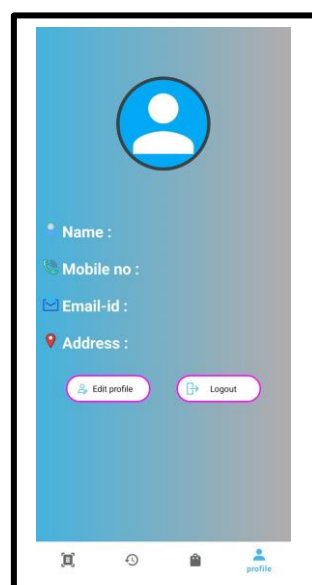 Name :
Mobile no :
Email-id :
Address :
Edit profile
Logout
profile